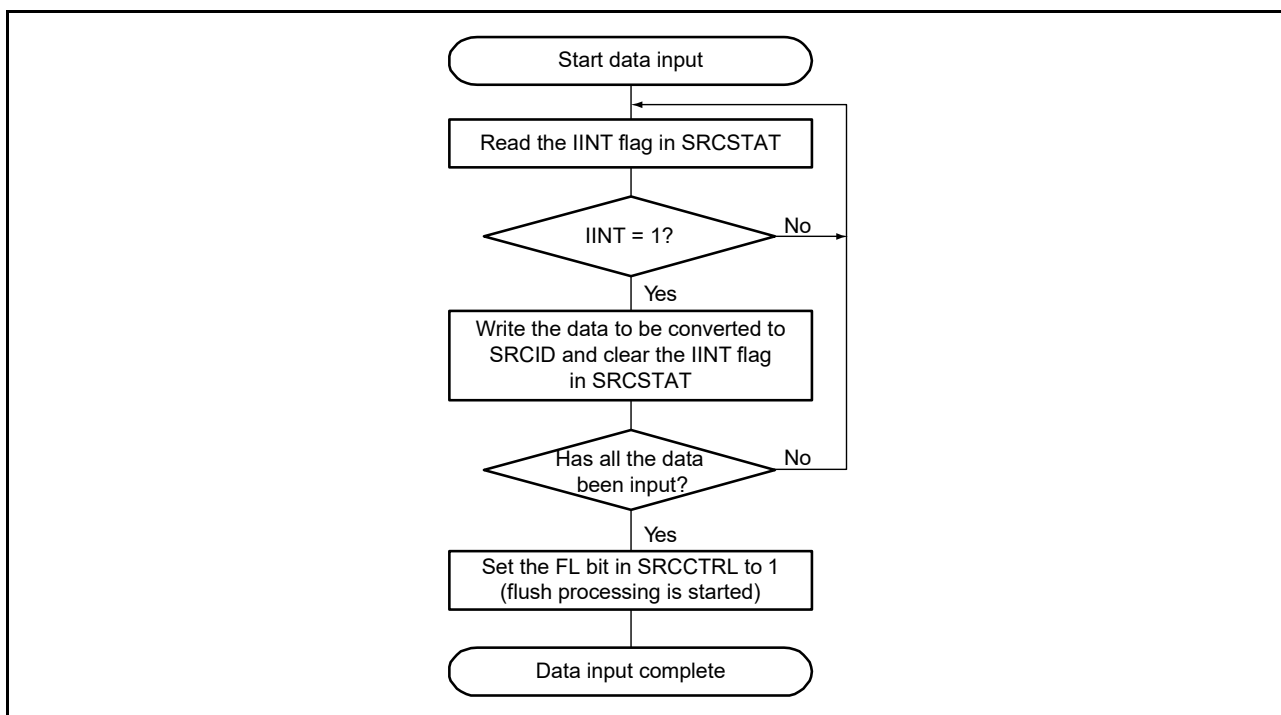 Start data input
Read the IINT flag in SRCSTAT
IINT = 1?
No
Yes
Write the data to be converted to
SRCID and clear the IINT flag
in SRCSTAT
Has all the data
been input?
No
Yes
Set the FL bit in SRCCTRL to 1
(flush processing is started)
Data input complete